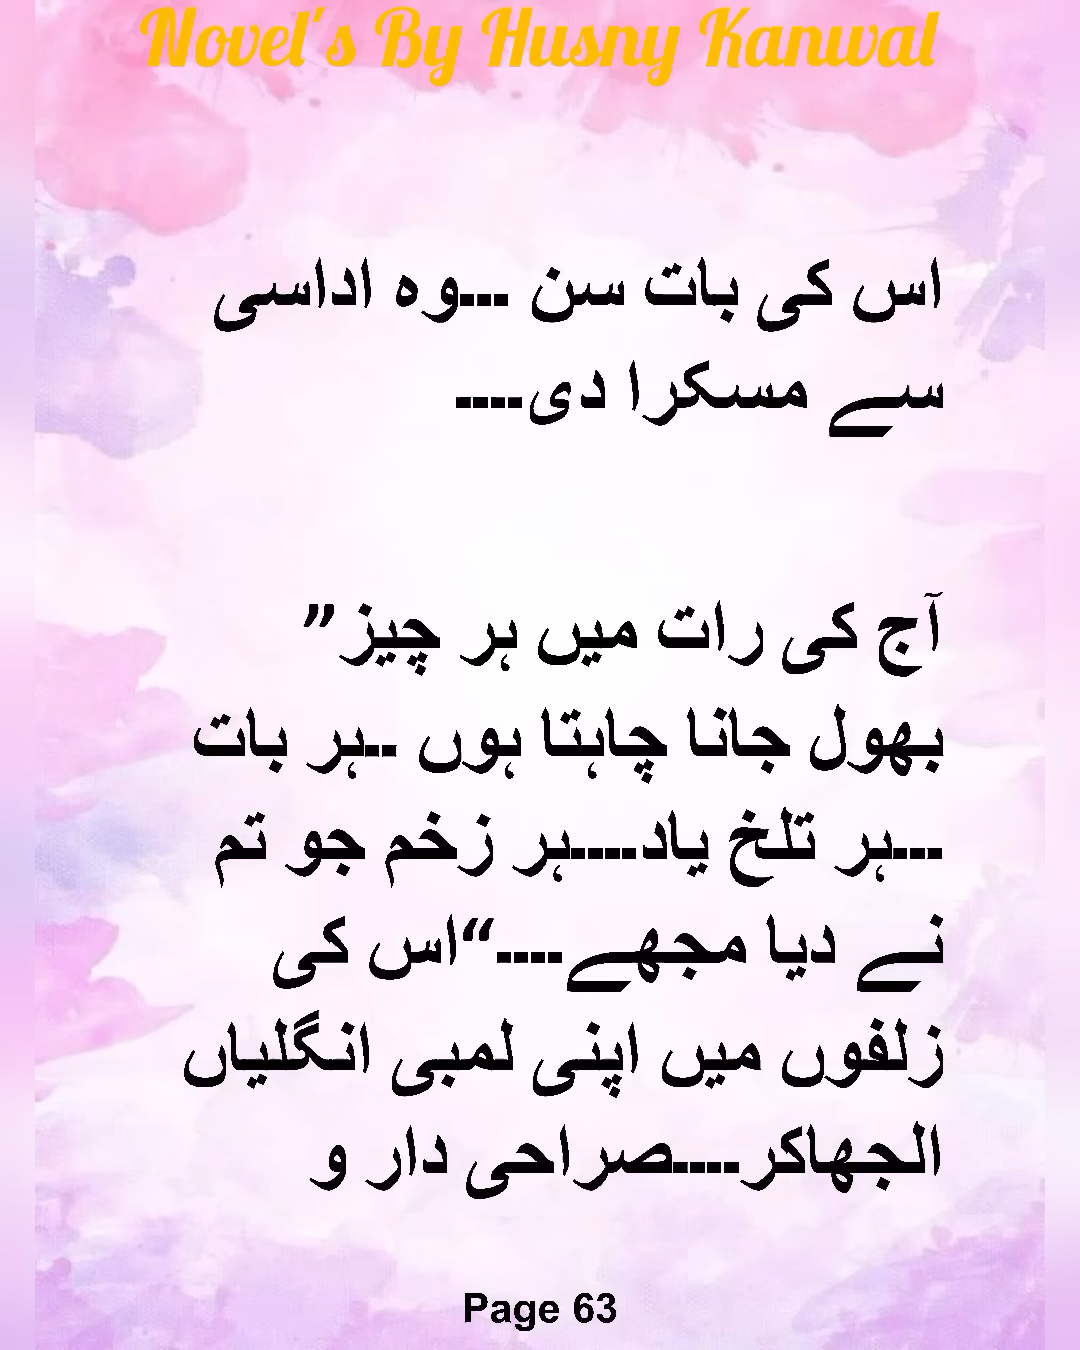 Novel's By Husny Kanwal
اس کی بات سن ...وہ اداسی
سے مسکرا دی....
آج کی رات میں ہر چیز”
بھول جانا چاہتا ہوں ..ہر بات
...ہر تلخ یاد....ہر زخم جو تم
نے دیا مجھے....“اس کی
زلفوں میں اپنی لمبی انگلیاں
الجھاکر....صراحی دار و
Page 63